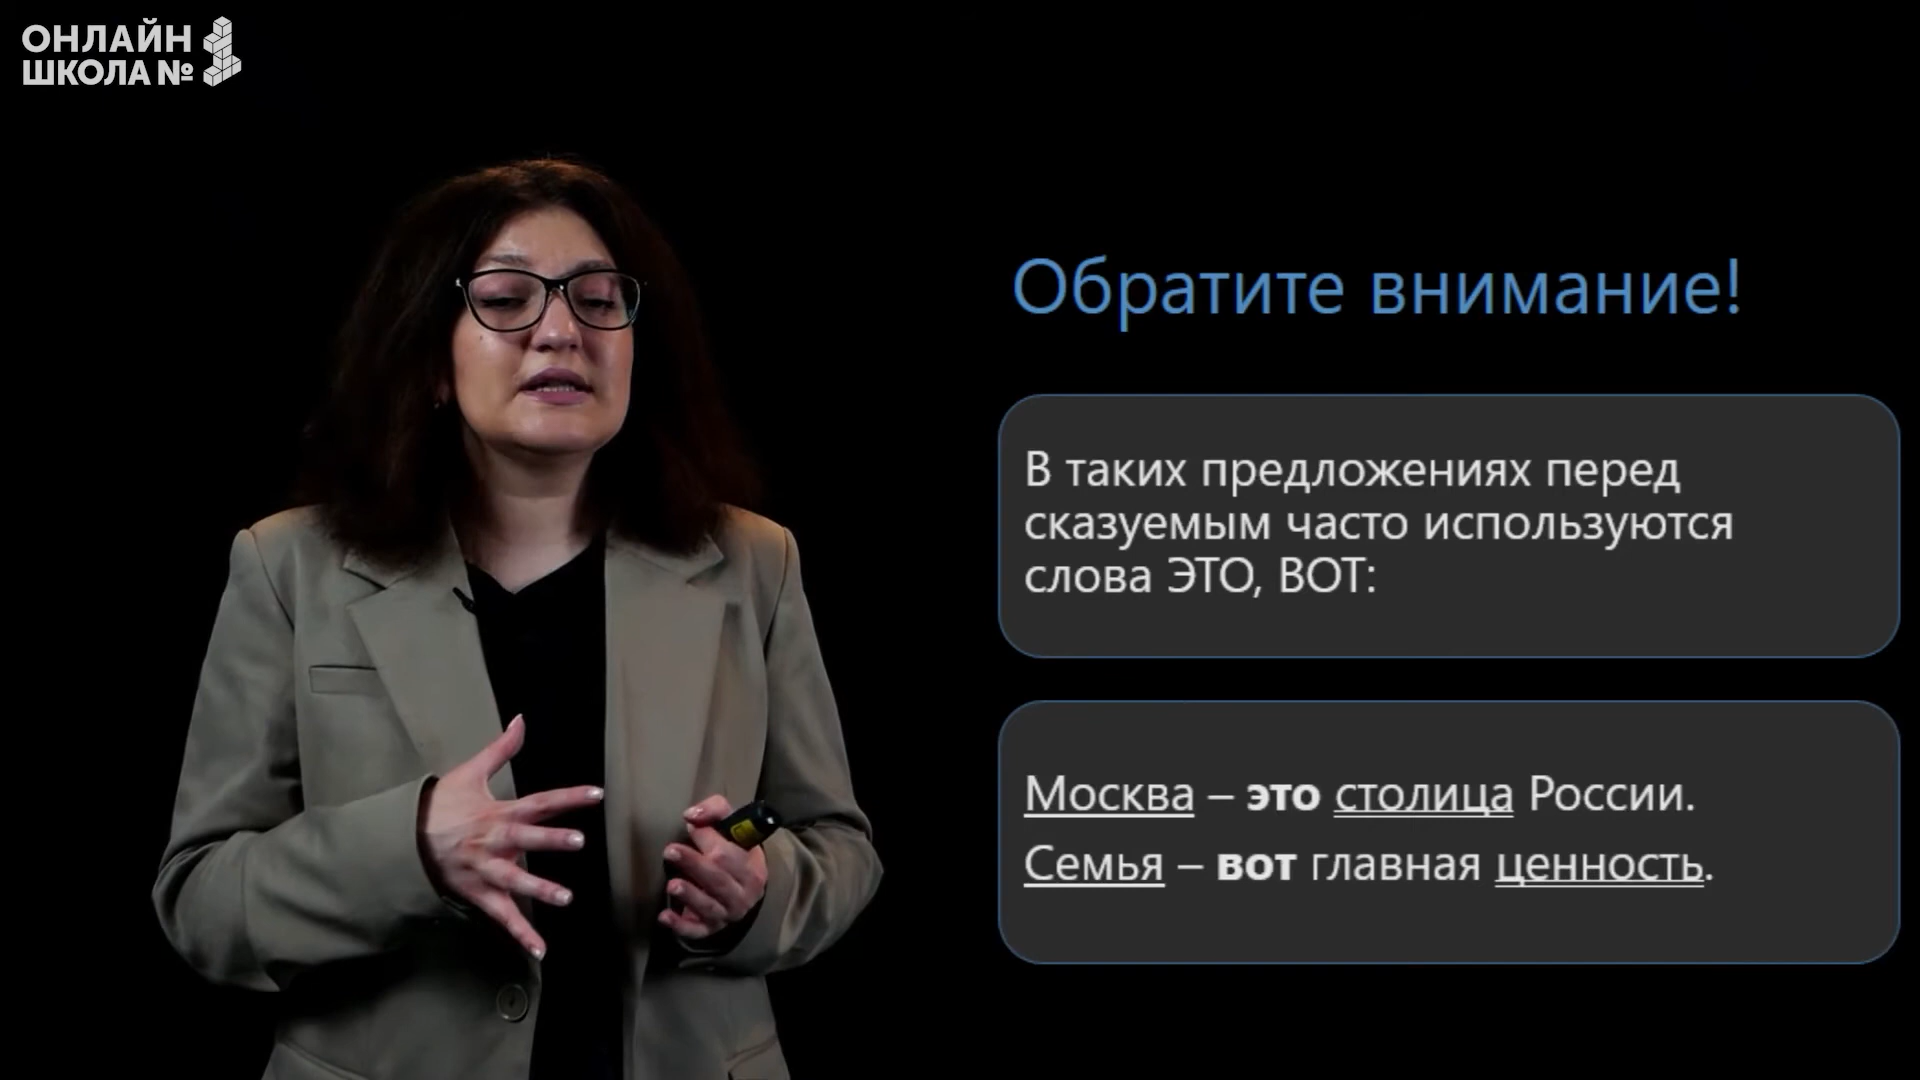 ОНЛАЙН
ШКОЛА №
Обратите внимание!
В таких предложениях перед
сказуемым часто используются
слова ЭТО, ВОТ:
Москва – это столица России.
Семья – вот главная ценность.